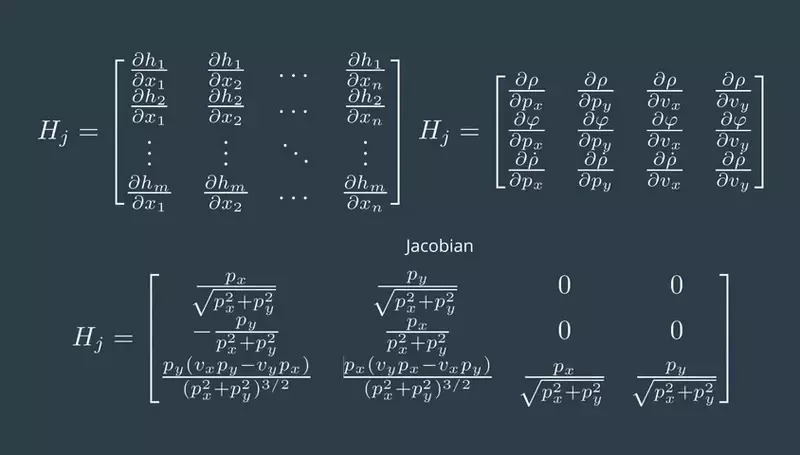 $H_j = \begin{bmatrix} \frac{\partial h_1}{\partial x_1} & \frac{\partial h_1}{\partial x_2} & \cdots & \frac{\partial h_1}{\partial x_n} \\ \frac{\partial h_2}{\partial x_1} & \frac{\partial h_2}{\partial x_2} & \cdots & \frac{\partial h_2}{\partial x_n} \\ \vdots & \vdots & \ddots & \vdots \\ \frac{\partial h_m}{\partial x_1} & \frac{\partial h_m}{\partial x_2} & \cdots & \frac{\partial h_m}{\partial x_n} \end{bmatrix}$
$H_j = \begin{bmatrix} \frac{\partial \rho}{\partial p_x} & \frac{\partial \rho}{\partial p_y} & \frac{\partial \rho}{\partial v_x} & \frac{\partial \rho}{\partial v_y} \\ \frac{\partial \varphi}{\partial p_x} & \frac{\partial \varphi}{\partial p_y} & \frac{\partial \varphi}{\partial v_x} & \frac{\partial \varphi}{\partial v_y} \\ \frac{\partial \dot{\rho}}{\partial p_x} & \frac{\partial \dot{\rho}}{\partial p_y} & \frac{\partial \dot{\rho}}{\partial v_x} & \frac{\partial \dot{\rho}}{\partial v_y} \end{bmatrix}$
Jacobian
$H_j = \begin{bmatrix} \frac{p_x}{\sqrt{p_x^2+p_y^2}} & \frac{p_y}{\sqrt{p_x^2+p_y^2}} & 0 & 0 \\ -\frac{p_y}{p_x^2+p_y^2} & \frac{p_x}{p_x^2+p_y^2} & 0 & 0 \\ \frac{p_y(v_x p_y - v_y p_x)}{(p_x^2+p_y^2)^{3/2}} & \frac{p_x(v_y p_x - v_x p_y)}{(p_x^2+p_y^2)^{3/2}} & \frac{p_x}{\sqrt{p_x^2+p_y^2}} & \frac{p_y}{\sqrt{p_x^2+p_y^2}} \end{bmatrix}$